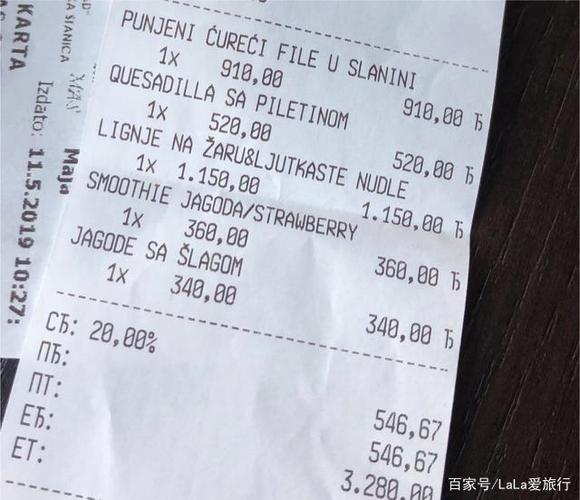 KARTA
Izdato: 11.5.2019 10:27:
Maja
PUNJENI ĆUREĆI FILE U SLANINI
1x 910,00 910,00 Ђ
QUESADILLA SA PILETINOM
1x 520,00 520,00 Ђ
LIGNJE NA ŽARU&LJUTKASTE NUDLE
1x 1.150,00 1.150,00 Ђ
SMOOTHIE JAGODA/STRAWBERRY
1x 360,00 360,00 Ђ
JAGODE SA ŠLAGOM
1x 340,00 340,00 Ђ
СЂ: 20,00%
ПЂ: 546,67
ПТ: 546,67
ЕЂ: 3.280,00
ЕТ:
百家号/LaLa爱旅行